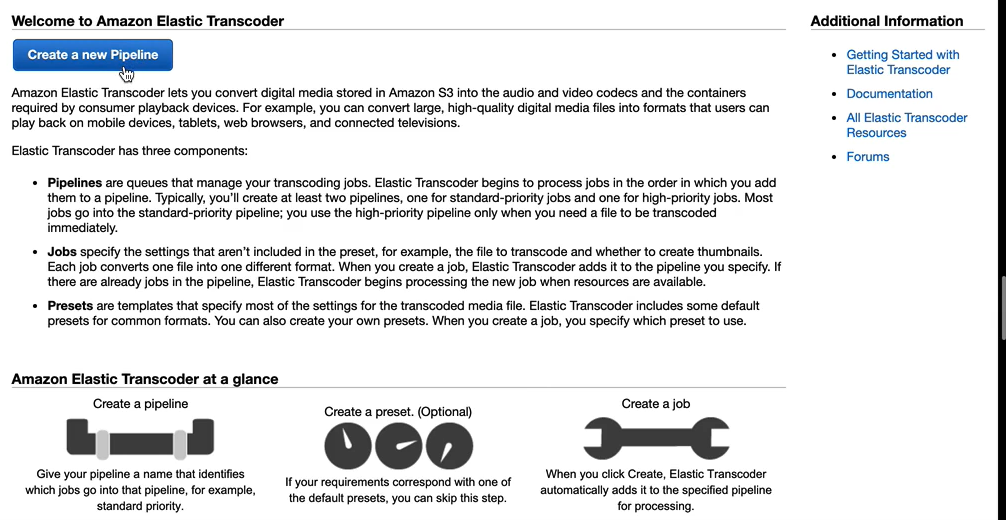 Welcome to Amazon Elastic Transcoder
Create a new Pipeline
Amazon Elastic Transcoder lets you convert digital media stored in Amazon S3 into the audio and video codecs and the containers
required by consumer playback devices. For example, you can convert large, high-quality digital media files into formats that users can
play back on mobile devices, tablets, web browsers, and connected televisions.
Elastic Transcoder has three components:
• Pipelines are queues that manage your transcoding jobs. Elastic Transcoder begins to process jobs in the order in which you add
them to a pipeline. Typically, you'll create at least two pipelines, one for standard-priority jobs and one for high-priority jobs. Most
jobs go into the standard-priority pipeline; you use the high-priority pipeline only when you need a file to be transcoded
immediately.
• Jobs specify the settings that aren't included in the preset, for example, the file to transcode and whether to create thumbnails.
Each job converts one file into one different format. When you create a job, Elastic Transcoder adds it to the pipeline you specify. If
there are already jobs in the pipeline, Elastic Transcoder begins processing the new job when resources are available.
• Presets are templates that specify most of the settings for the transcoded media file. Elastic Transcoder includes some default
presets for common formats. You can also create your own presets. When you create a job, you specify which preset to use.
Amazon Elastic Transcoder at a glance
Create a pipeline
Give your pipeline a name that identifies
which jobs go into that pipeline, for example,
standard priority.
Create a preset. (Optional)
If your requirements correspond with one of
the default presets, you can skip this step.
Create a job
When you click Create, Elastic Transcoder
automatically adds it to the specified pipeline
for processing.
Additional Information
• Getting Started with
Elastic Transcoder
• Documentation
• All Elastic Transcoder
Resources
• Forums